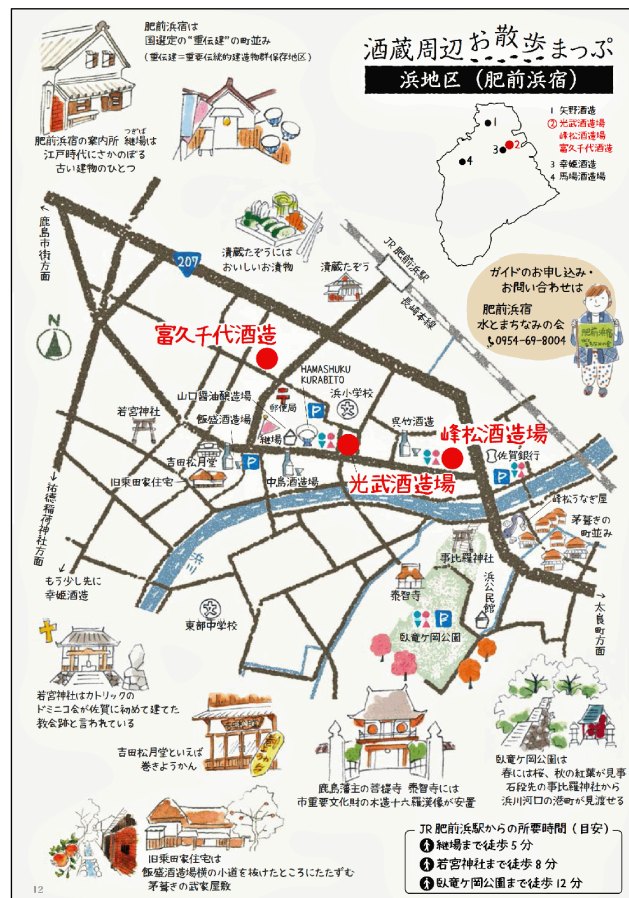 肥前浜宿は
国選定の“重伝建”の町並み
(重伝建=重要伝統的建造物群保存地区)
酒蔵周辺お散歩まっぷ
浜地区(肥前浜宿)
1 矢野酒造
②光武酒造場
峰松酒造場
富久千代酒造
3 幸姫酒造
4 馬場酒造場
1
2
3
4
肥前浜宿の案内所 継場は
つぎば
江戸時代にさかのぼる
古い建物のひとつ
鹿島市街方面
207
漬蔵たぞうには
おいしいお漬物
漬蔵たぞう
JR肥前浜駅
長崎本線
ガイドのお申し込み・
お問い合わせは
肥前浜宿
水とまちなみの会
0954-69-8004
肥前浜宿
N
富久千代酒造
HAMASHUKU
KURABITO
山口醤油醸造場
郵便局
P
浜小学校
飯盛酒造場
若宮神社
継場
呉竹酒造
峰松酒造場
P
佐賀銀行
吉田松月堂
P
中島酒造場
光武酒造場
旧乗田家住宅
峰松うなぎ屋
茅葺きの
町並み
祐徳稲荷神社方面
浜川
事比羅神社
泰智寺
浜公民館
もう少し先に
幸姫酒造
東部中学校
P
臥竜ケ岡公園
太良町方面
若宮神社はカトリックの
ドミニコ会が佐賀に初めて建てた
教会跡と言われている
吉田松月堂といえば
巻きようかん
鹿島藩主の菩提寺 泰智寺には
市重要文化財の木造十六羅漢像が安置
臥竜ケ岡公園は
春には桜、秋の紅葉が見事
石段先の事比羅神社から
浜川河口の港町が見渡せる
旧乗田家住宅は
飯盛酒造場横の小道を抜けたところにたたずむ
茅葺きの武家屋敷
JR肥前浜駅からの所要時間(目安)
継場まで徒歩5分
若宮神社まで徒歩8分
臥竜ケ岡公園まで徒歩12分
12